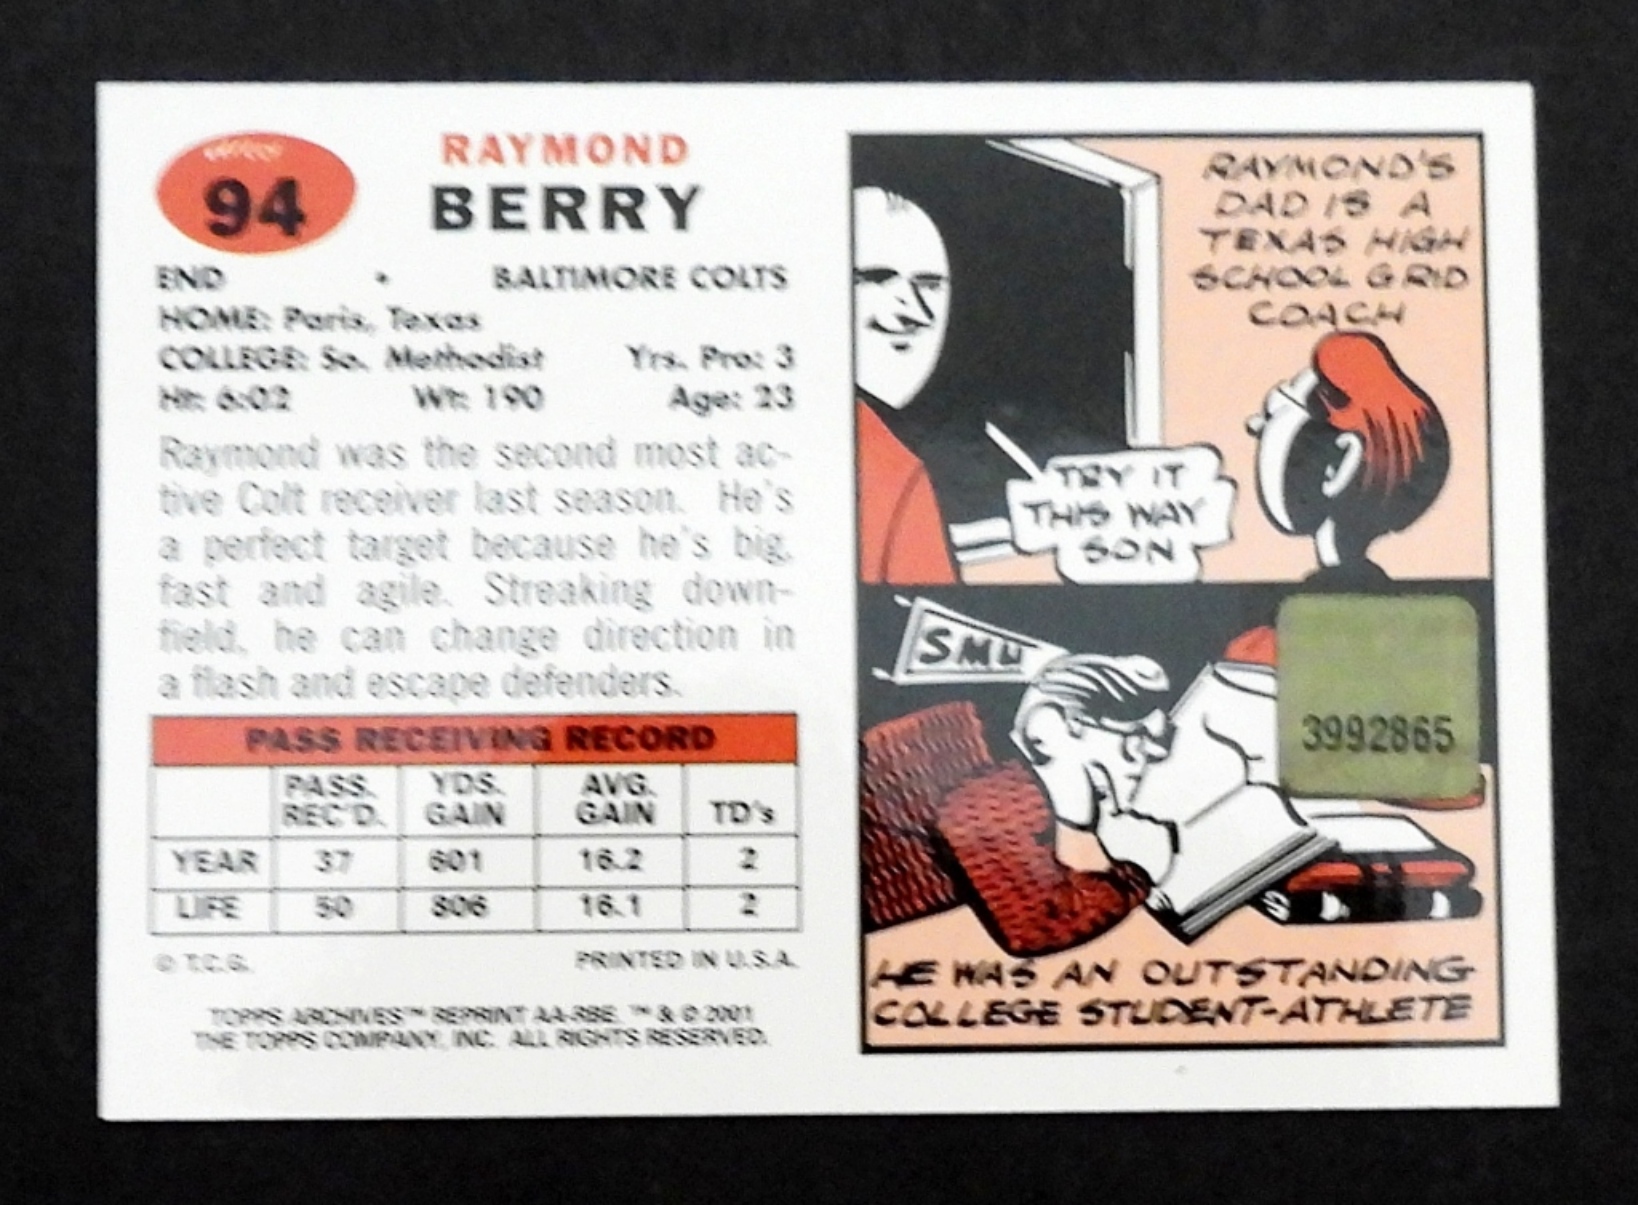 94
RAYMOND
BERRY
END • BALTIMORE COLTS
HOME: Paris, Texas
COLLEGE: So. Methodist Yrs. Pro: 3
Ht: 6:02 Wt: 190 Age: 23
Raymond was the second most ac-
tive Colt receiver last season. He's
a perfect target because he's big,
fast and agile. Streaking down-
field, he can change direction in
a flash and escape defenders.
PASS RECEIVING RECORD
PASS. REC'D. YDS. GAIN AVG. GAIN TD's
YEAR 37 601 16.2 2
LIFE 50 806 16.1 2
© T.C.G. PRINTED IN U.S.A.
TOPPS ARCHIVES™ REPRINT AA-RBE. ™ & © 2001
THE TOPPS COMPANY, INC. ALL RIGHTS RESERVED.
RAYMOND'S
DAD IS A
TEXAS HIGH
SCHOOL GRID
COACH
TRY IT
THIS WAY
SON
SMU
3992865
HE WAS AN OUTSTANDING
COLLEGE STUDENT-ATHLETE